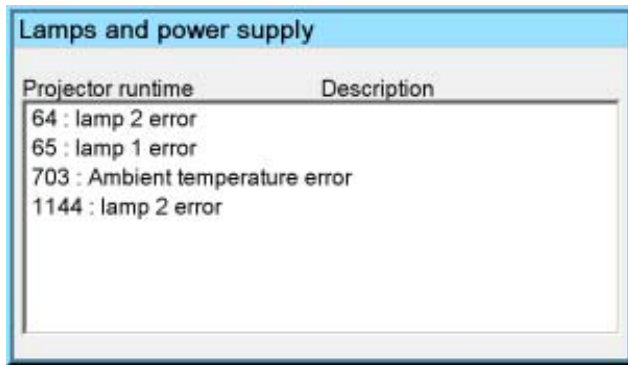 Lamps and power supply
Projector runtime Description
64 : lamp 2 error
65 : lamp 1 error
703 : Ambient temperature error
1144 : lamp 2 error